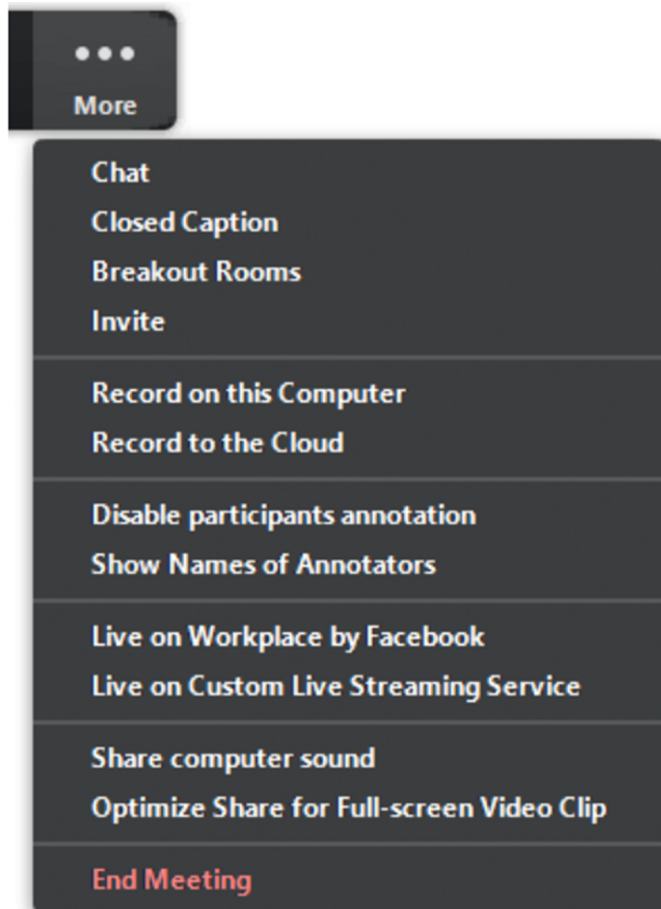 More
Chat
Closed Caption
Breakout Rooms
Invite
Record on this Computer
Record to the Cloud
Disable participants annotation
Show Names of Annotators
Live on Workplace by Facebook
Live on Custom Live Streaming Service
Share computer sound
Optimize Share for Full-screen Video Clip
End Meeting